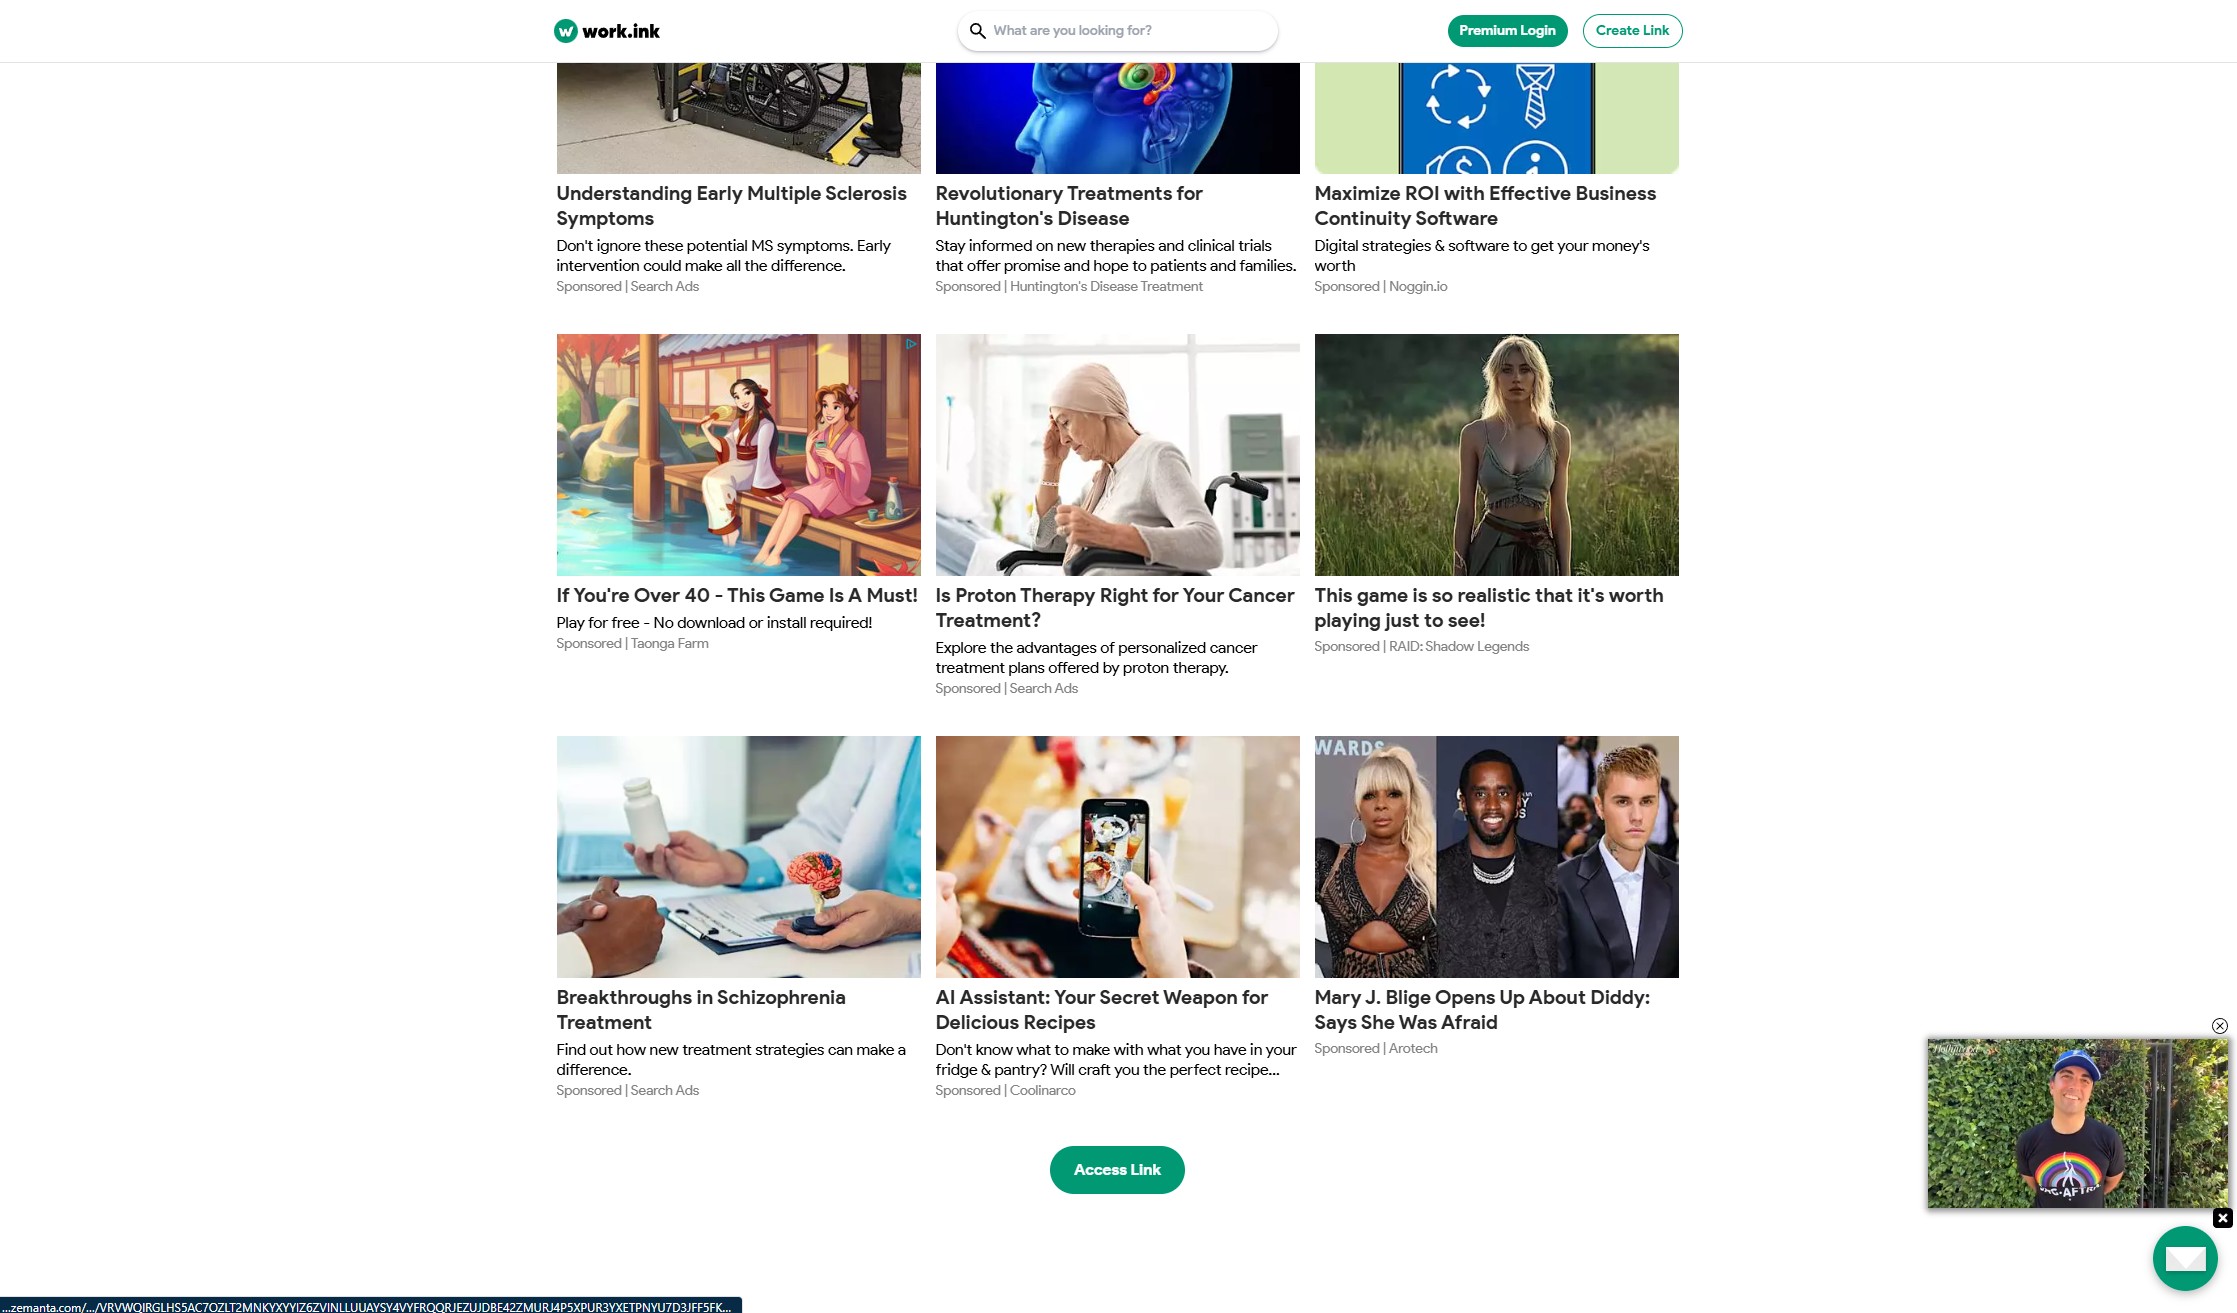 work.ink
What are you looking for?
Premium Login
Create Link
Understanding Early Multiple Sclerosis
Symptoms
Don't ignore these potential MS symptoms. Early
intervention could make all the difference.
Sponsored | Search Ads
Revolutionary Treatments for
Huntington's Disease
Stay informed on new therapies and clinical trials
that offer promise and hope to patients and families.
Sponsored | Huntington's Disease Treatment
Maximize ROI with Effective Business
Continuity Software
Digital strategies & software to get your money's
worth
Sponsored | Noggin.io
If You're Over 40 - This Game Is A Must!
Play for free - No download or install required!
Sponsored | Taonga Farm
Is Proton Therapy Right for Your Cancer
Treatment?
Explore the advantages of personalized cancer
treatment plans offered by proton therapy.
Sponsored | Search Ads
This game is so realistic that it's worth
playing just to see!
Sponsored | RAID: Shadow Legends
WARDS
Breakthroughs in Schizophrenia
Treatment
Find out how new treatment strategies can make a
difference.
Sponsored | Search Ads
AI Assistant: Your Secret Weapon for
Delicious Recipes
Don't know what to make with what you have in your
fridge & pantry? Will craft you the perfect recipe...
Sponsored | Coolinarco
Mary J. Blige Opens Up About Diddy:
Says She Was Afraid
Sponsored | Arotech
Hollywood
SAG-AFTRA
Access Link
...zemanta.com/.../VRVWQIRGLHS5AC7OZLT2MNKYXYYIZ6ZVINLLUUAYSY4VYFRQQRJEZUJDBE42ZMURJ4P5XPUR3YXETPNYU7D3JFF5FK...